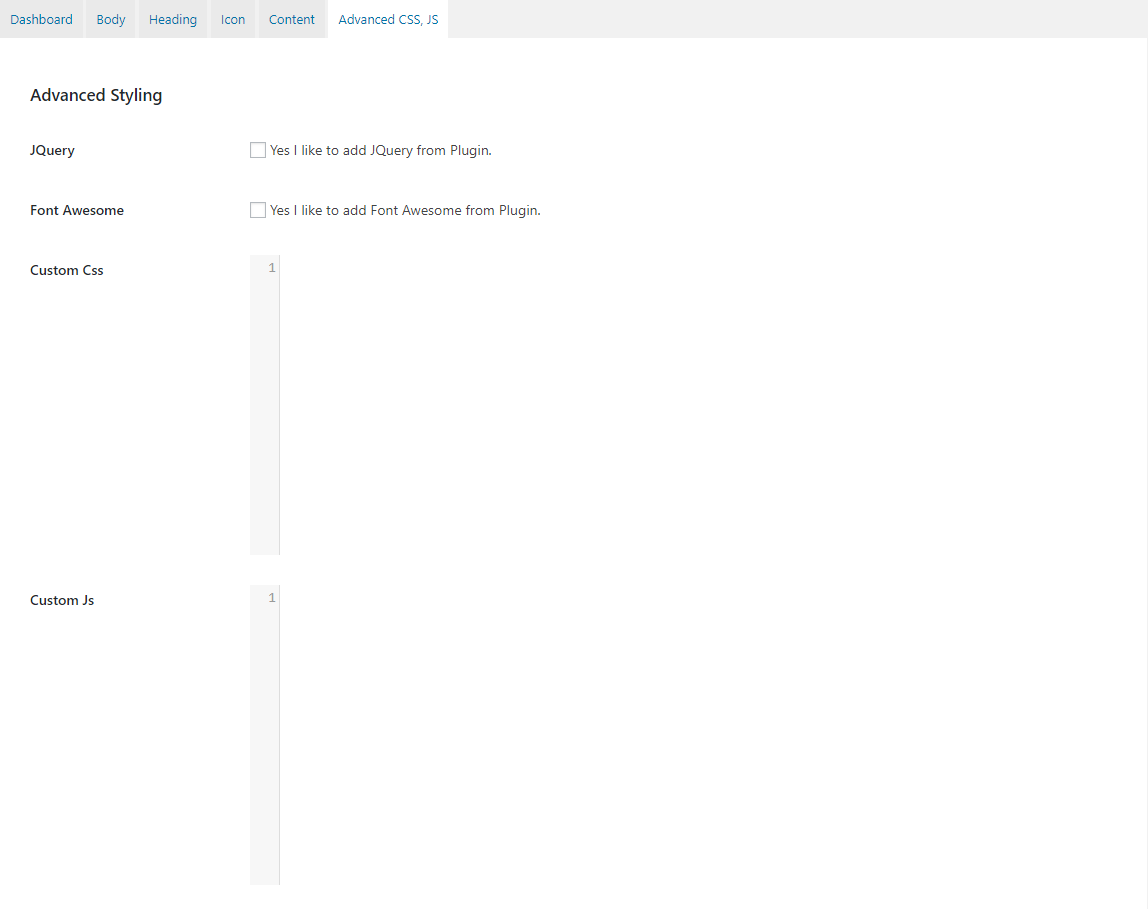 Dashboard Body Heading Icon Content Advanced CSS, JS
Advanced Styling
JQuery Yes I like to add JQuery from Plugin.
Font Awesome Yes I like to add Font Awesome from Plugin.
Custom Css 1
Custom Js 1